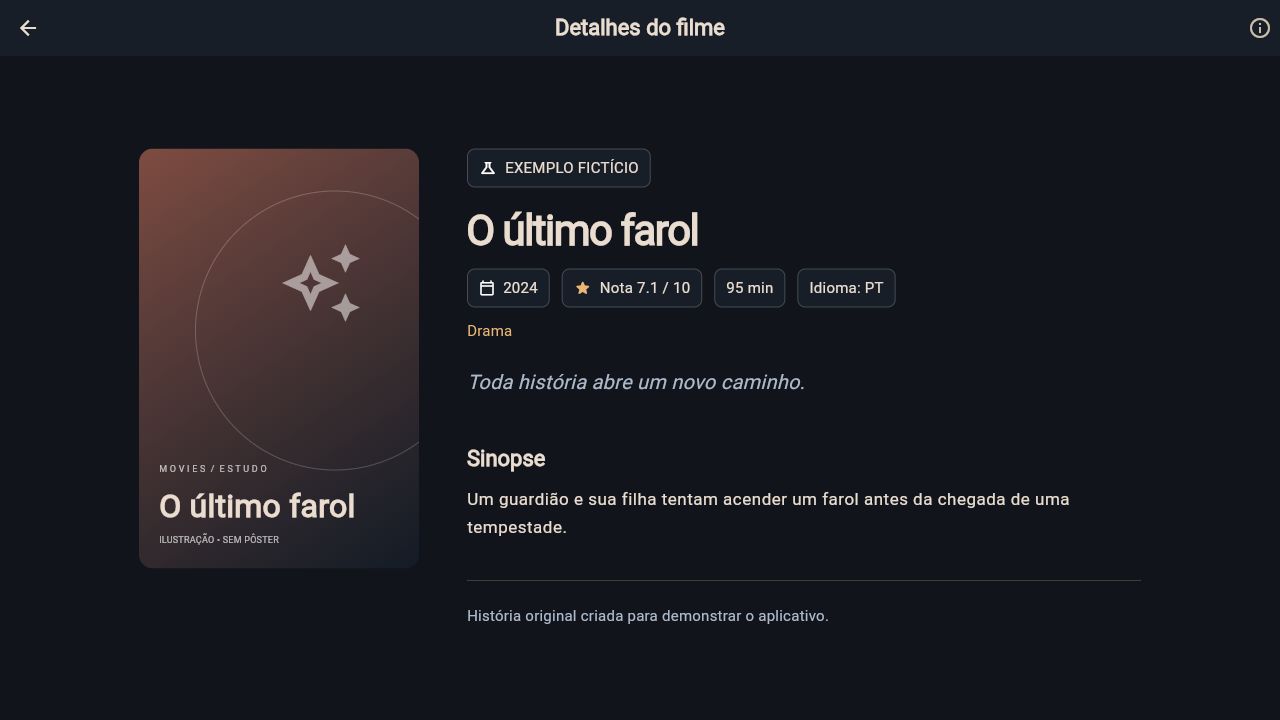 Detalhes do filme
MOVIES / ESTUDO
O último farol
ILUSTRAÇÃO • SEM PÔSTER
EXEMPLO FICTÍCIO
O último farol
2024
Nota 7.1 / 10
95 min
Idioma: PT
Drama
Toda história abre um novo caminho.
Sinopse
Um guardião e sua filha tentam acender um farol antes da chegada de uma
tempestade.
História original criada para demonstrar o aplicativo.